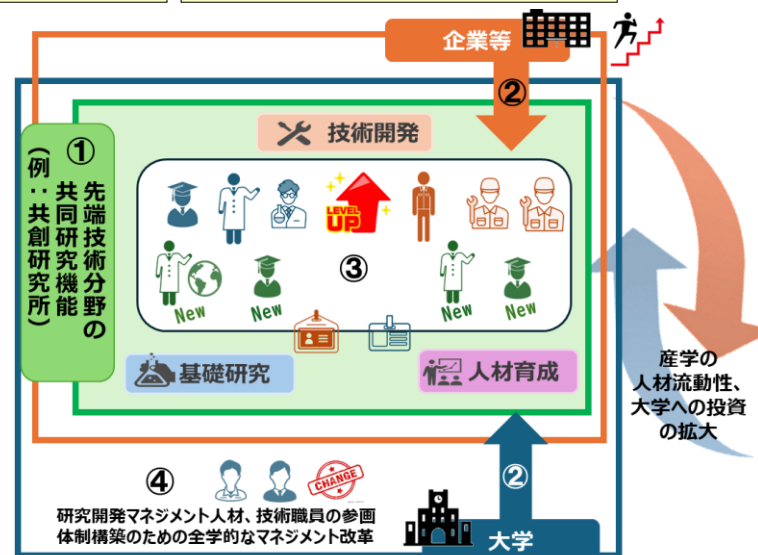 企業等
②
技術開発
①
先端技術分野の
共同研究機能
(例：共創研究所)
LEVEL
UP
③
New
New
New
New
基礎研究
人材育成
産学の
人材流動性、
大学への投資
の拡大
④
CHANGE
研究開発マネジメント人材、技術職員の参画
体制構築のための全学的なマネジメント改革
②
大学